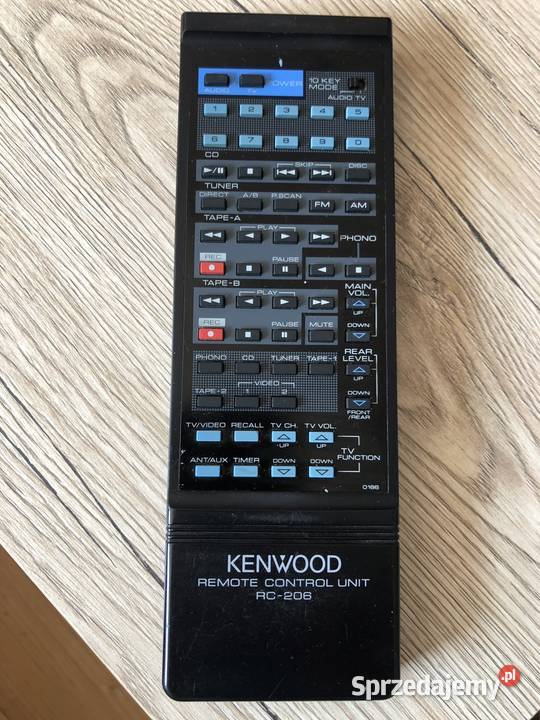 POWER 10 KEY
MODE
AUDIO TV AUDIO TV
1 2 3 4 5
6 7 8 9 0
CD
SKIP DISC
TUNER
DIRECT A/B P.SCAN FM AM
TAPE-A
PLAY PHONO
REC PAUSE
TAPE-B MAIN
VOL.
PLAY UP
REC PAUSE MUTE DOWN
PHONO CD TUNER TAPE-1 REAR
LEVEL
UP
TAPE-2 VIDEO
1 2 DOWN
FRONT
/REAR
TV/VIDEO RECALL TV CH. TV VOL.
UP UP TV
FUNCTION
ANT/AUX TIMER DOWN DOWN
0186
KENWOOD
REMOTE CONTROL UNIT
RC-206
Sprzedajemy.pl